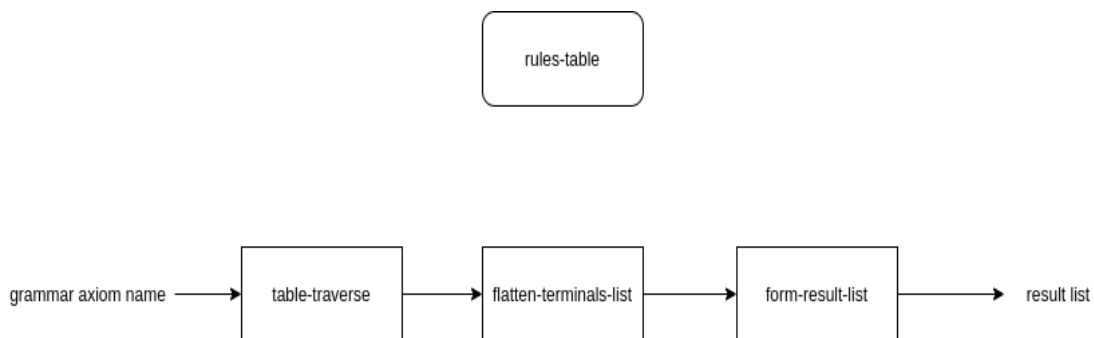 rules-table
grammar axiom name
table-traverse
flatten-terminals-list
form-result-list
result list